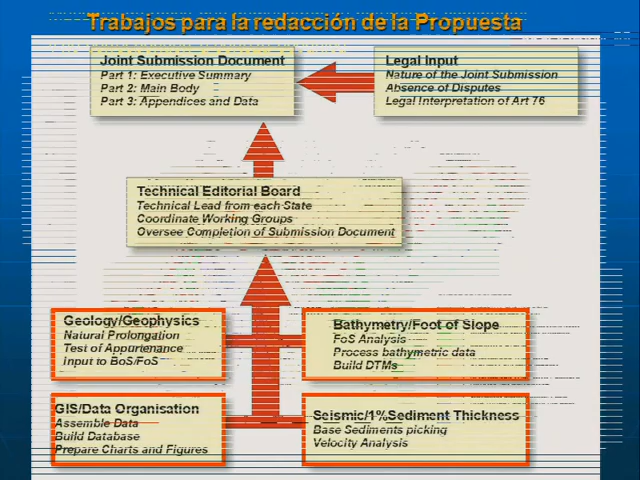 Trabajos para la redacción de la Propuesta
Joint Submission Document
Part 1: Executive Summary
Part 2: Main Body
Part 3: Appendices and Data
Legal Input
Nature of the Joint Submission
Absence of Disputes
Legal Interpretation of Art 76
Technical Editorial Board
Technical Lead from each State
Coordinate Working Groups
Oversee Completion of Submission Document
Geology/Geophysics
Natural Prolongation
Test of Appurtenance
Input to BoS/FoS
Bathymetry/Foot of Slope
FoS Analysis
Process bathymetric data
Build DTMs
GIS/Data Organisation
Assemble Data
Build Database
Prepare Charts and Figures
Seismic/1%Sediment Thickness
Base Sediments picking
Velocity Analysis